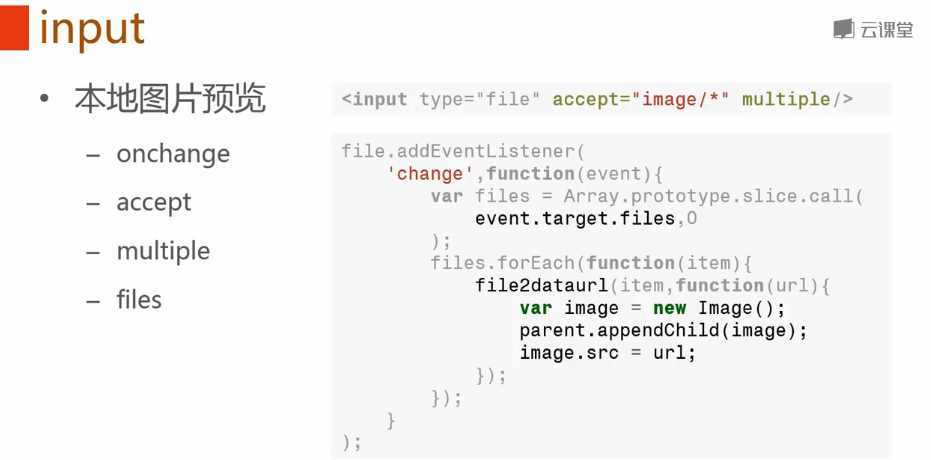 input
云课堂
• 本地图片预览
– onchange
– accept
– multiple
– files
<input type="file" accept="image/*" multiple/>
file.addEventListener(
    'change',function(event){
        var files = Array.prototype.slice.call(
            event.target.files,0
        );
        files.forEach(function(item){
            file2dataurl(item,function(url){
                var image = new Image();
                parent.appendChild(image);
                image.src = url;
            });
        });
    }
);